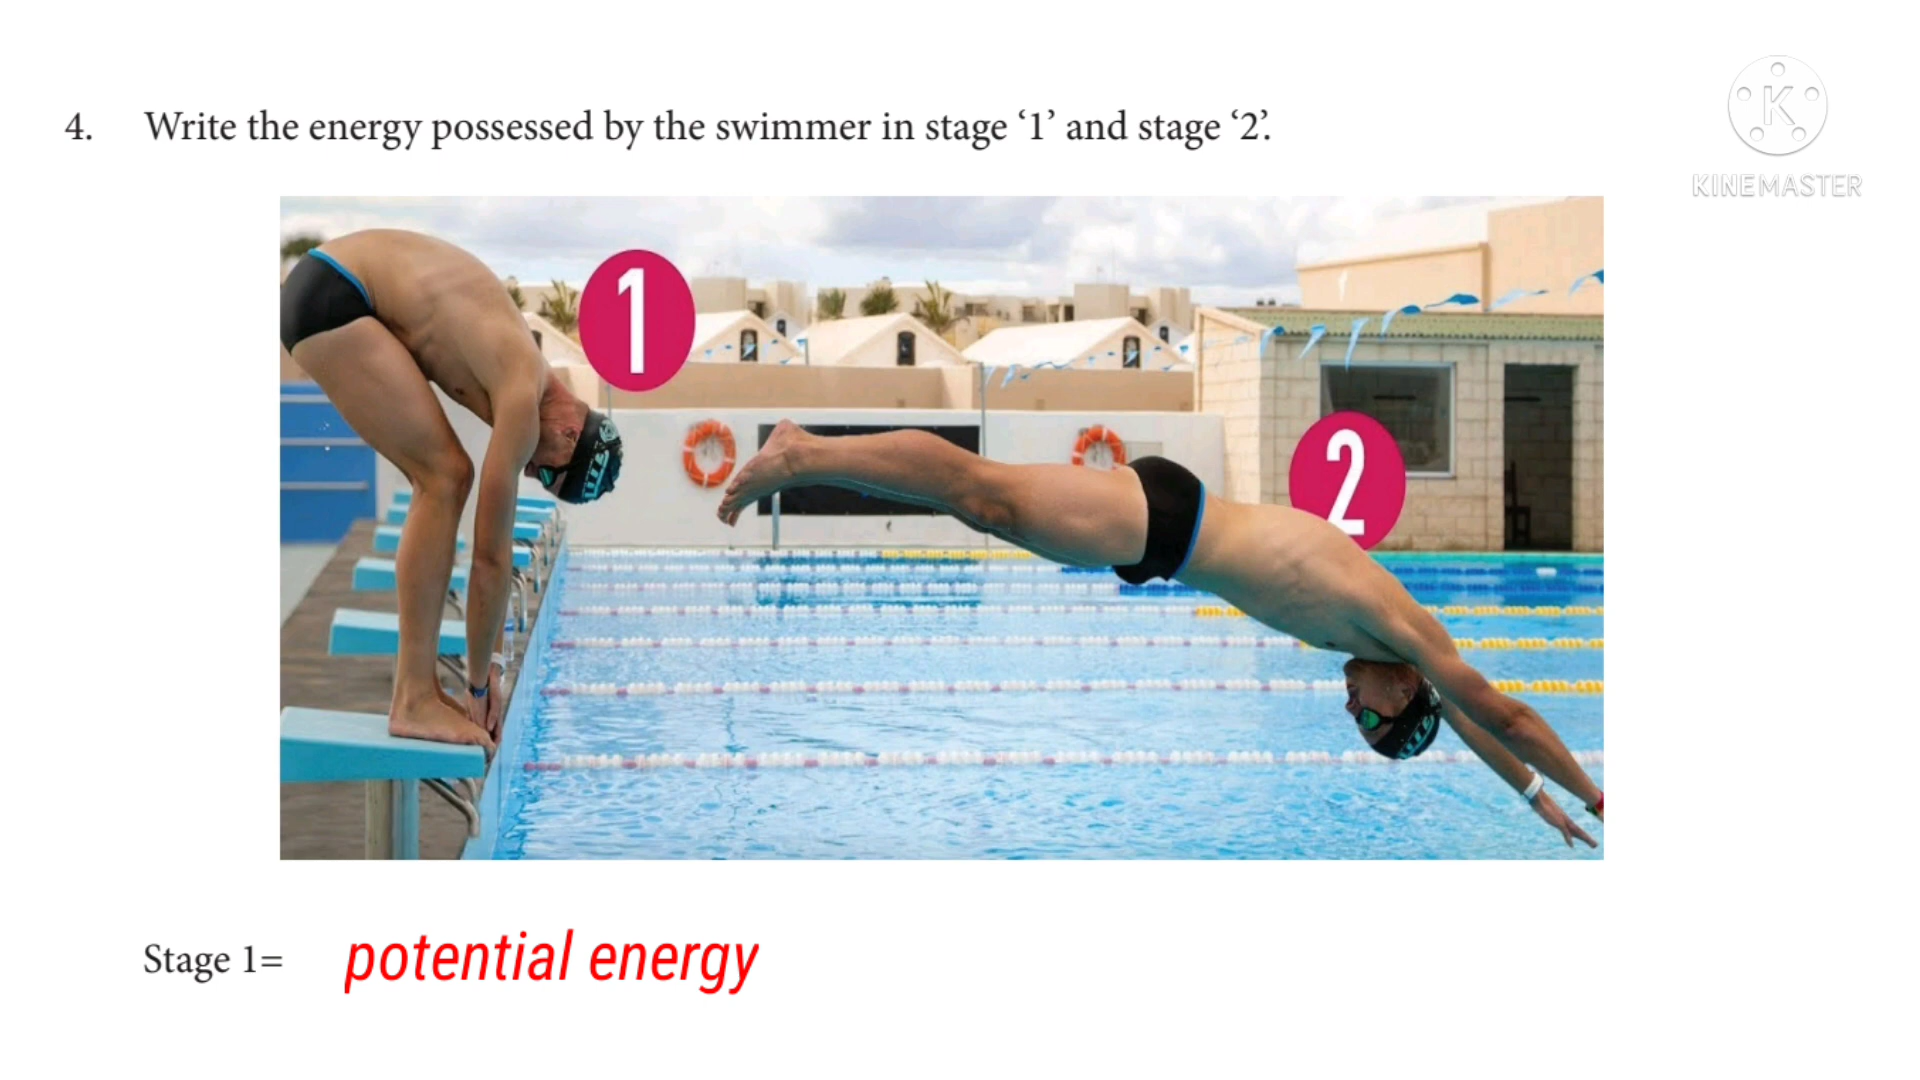 KINEMASTER
4. Write the energy possessed by the swimmer in stage ‘1’ and stage ‘2’.
1
2
Stage 1= potential energy